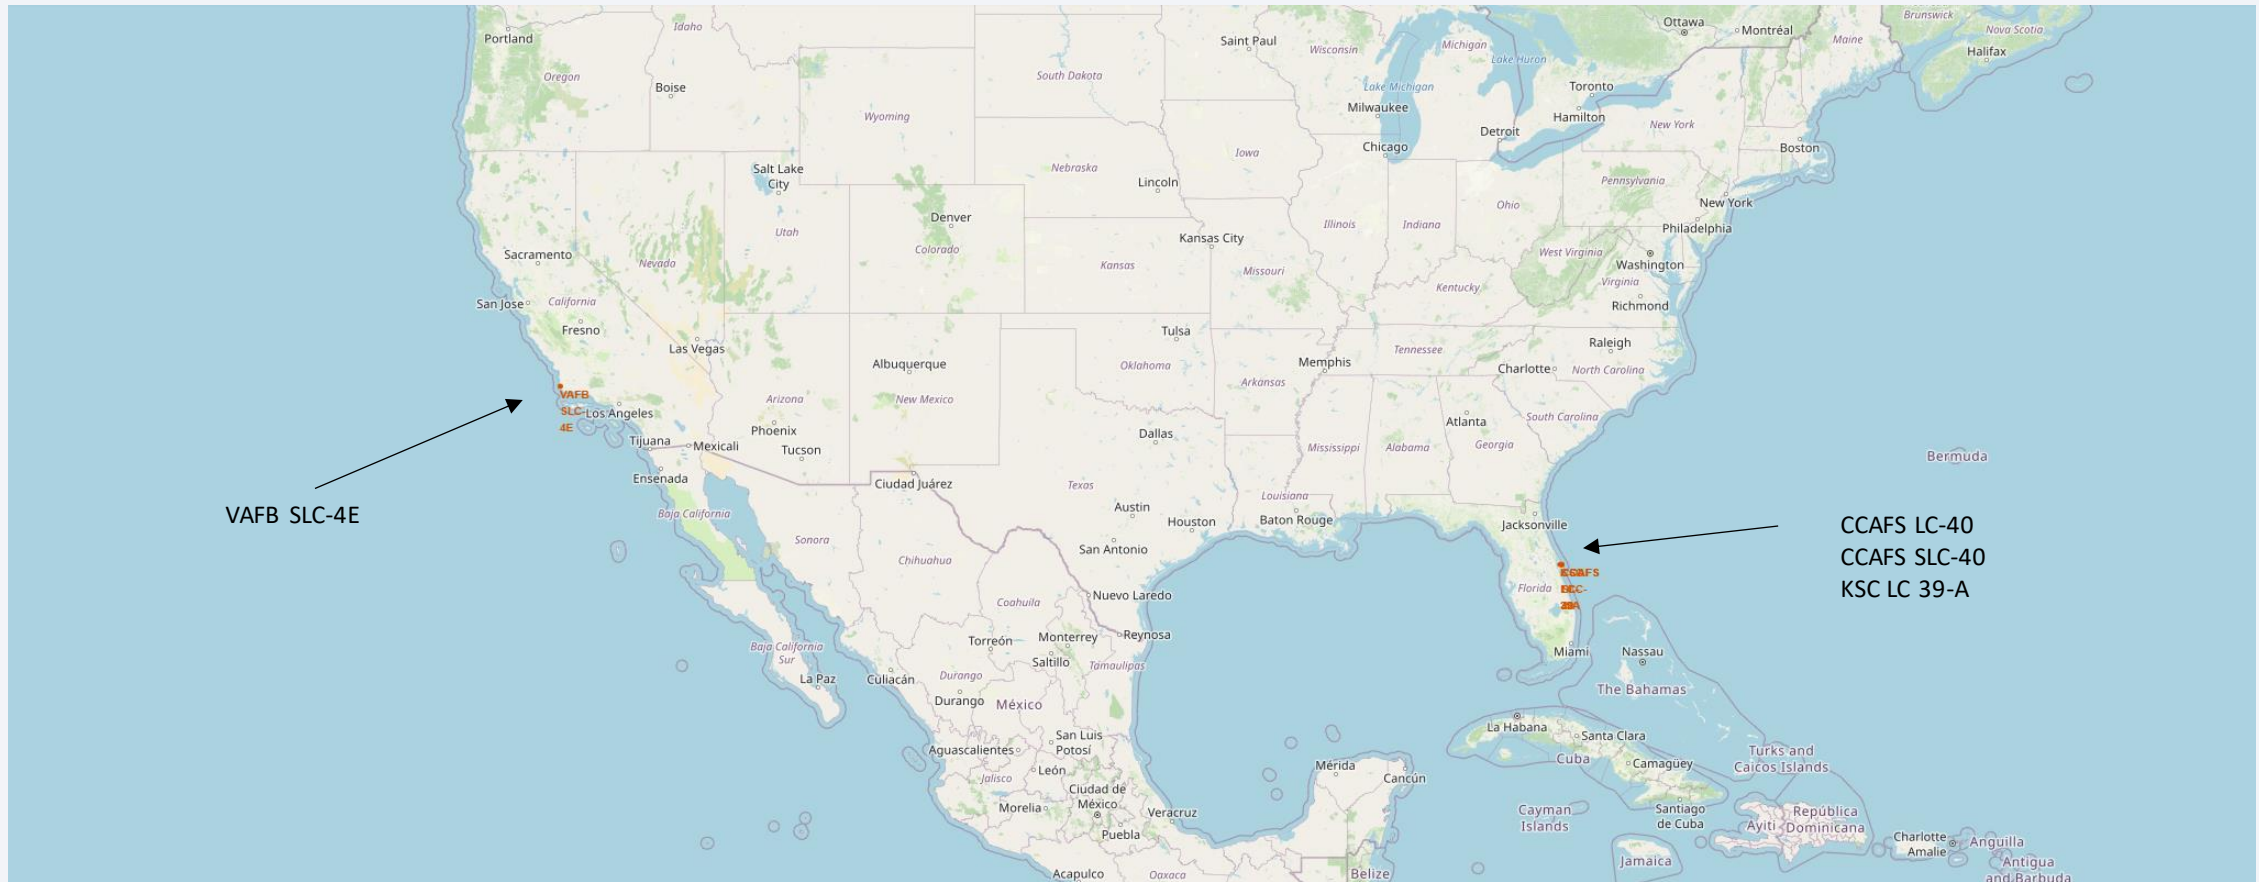 Idaho
Portland
Oregon
Boise
South Dakota
Wyoming
Saint Paul
Wisconsin
Michigan
Lake Huron
Lake Michigan
Milwaukee
Ottawa
Montréal
Maine
Brunswick
Nova Scotia
Halifax
Toronto
Hamilton
New York
Detroit
Chicago
Boston
Iowa
Nebraska
Lincoln
Salt Lake
City
Pennsylvania
New York
Philadelphia
Ohio
Indiana
Illinois
Denver
Colorado
Utah
Nevada
Sacramento
Kansas City
Kansas
Missouri
West Virginia
Washington
Virginia
Richmond
Kentucky
San Jose
California
Fresno
Las Vegas
Tulsa
Oklahoma
Albuquerque
New Mexico
Arizona
Phoenix
Tucson
Memphis
Tennessee
Arkansas
Raleigh
Charlotte
North Carolina
South Carolina
Atlanta
Georgia
Alabama
Mississippi
Dallas
VAFB
SLC-
4E
Los Angeles
Tijuana
Mexicali
Ensenada
Ciudad Juárez
Texas
Louisiana
Baton Rouge
Austin
Houston
San Antonio
Jacksonville
Bermuda
VAFB SLC-4E
Baja California
Sonora
Chihuahua
Coahuila
Nuevo Laredo
Florida
CCAFS LC-40
CCAFS SLC-40
KSC LC 39-A
Reynosa
Monterrey
Torreón
Saltillo
Tamaulipas
Baja California
Sur
La Paz
Culiacán
Durango
Durango
México
Miami
Nassau
The Bahamas
San Luis
Potosí
Aguascalientes
León
Jalisco
Ciudad de
México
Morelia
Veracruz
Puebla
Acapulco
Oaxaca
Mérida
Cancún
Belize
La Habana
Santa Clara
Cuba
Camagüey
Turks and
Caicos Islands
Cayman
Islands
Santiago
de Cuba
Jamaica
Ayiti
República
Dominicana
Charlotte
Amalie
Anguilla
Antigua
and Barbuda